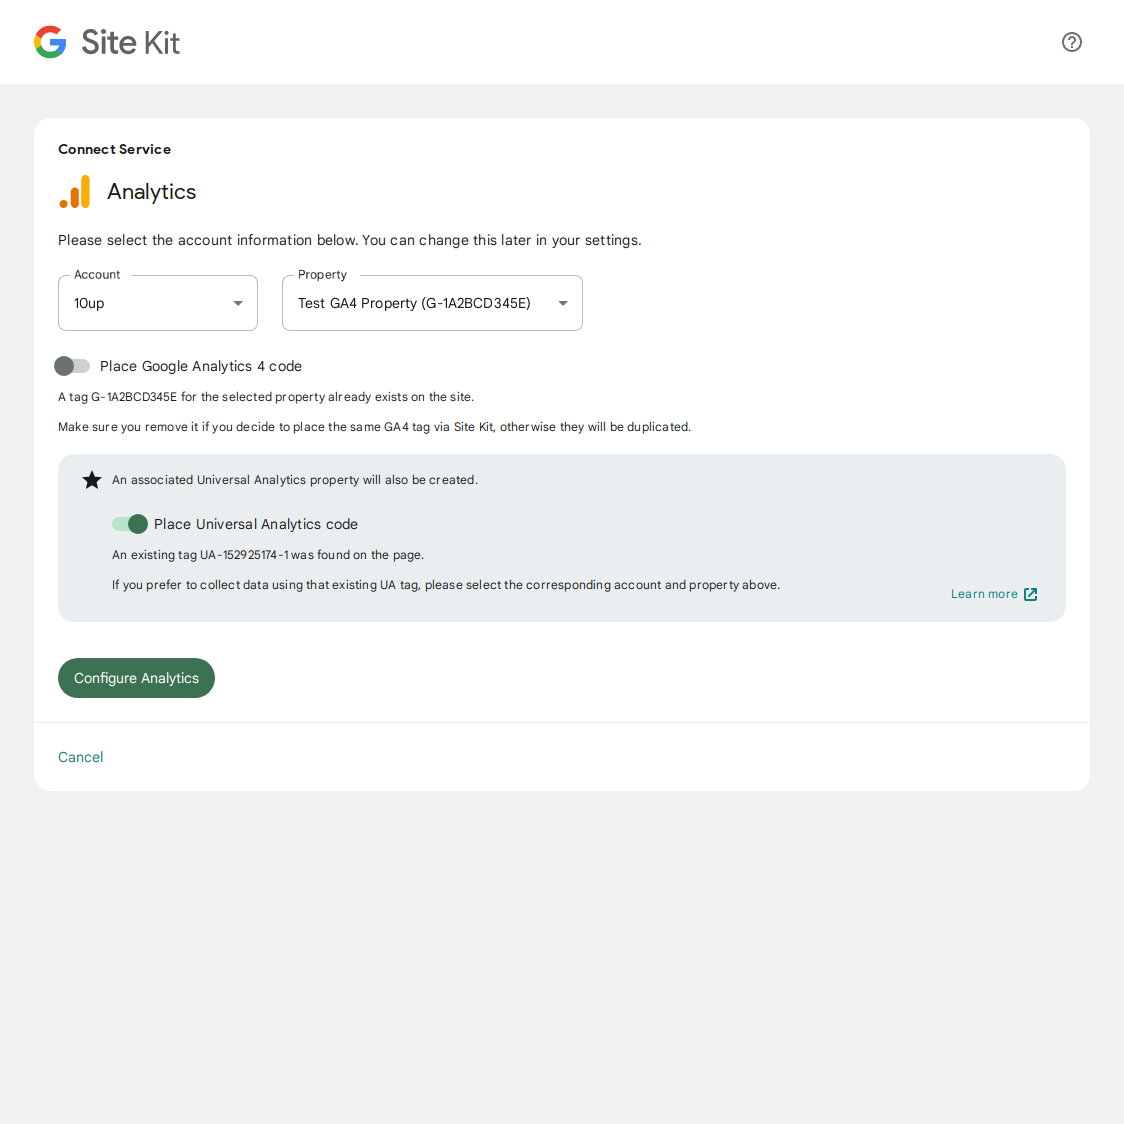 Site Kit
Connect Service
Analytics
Please select the account information below. You can change this later in your settings.
Account
10up
Property
Test GA4 Property (G-1A2BCD345E)
Place Google Analytics 4 code
A tag G-1A2BCD345E for the selected property already exists on the site.
Make sure you remove it if you decide to place the same GA4 tag via Site Kit, otherwise they will be duplicated.
An associated Universal Analytics property will also be created.
Place Universal Analytics code
An existing tag UA-152925174-1 was found on the page.
If you prefer to collect data using that existing UA tag, please select the corresponding account and property above.
Learn more
Configure Analytics
Cancel